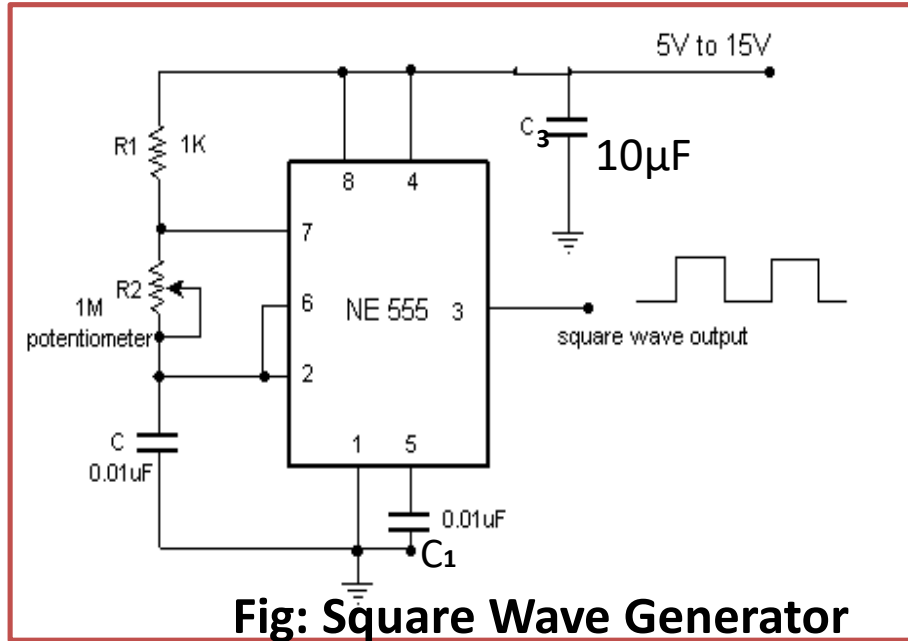 5V to 15V
C3
10µF
R1 1K
8 4
7
R2
1M
potentiometer
6
NE 555 3
square wave output
2
C
0.01uF
1 5
0.01uF
C1
Fig: Square Wave Generator